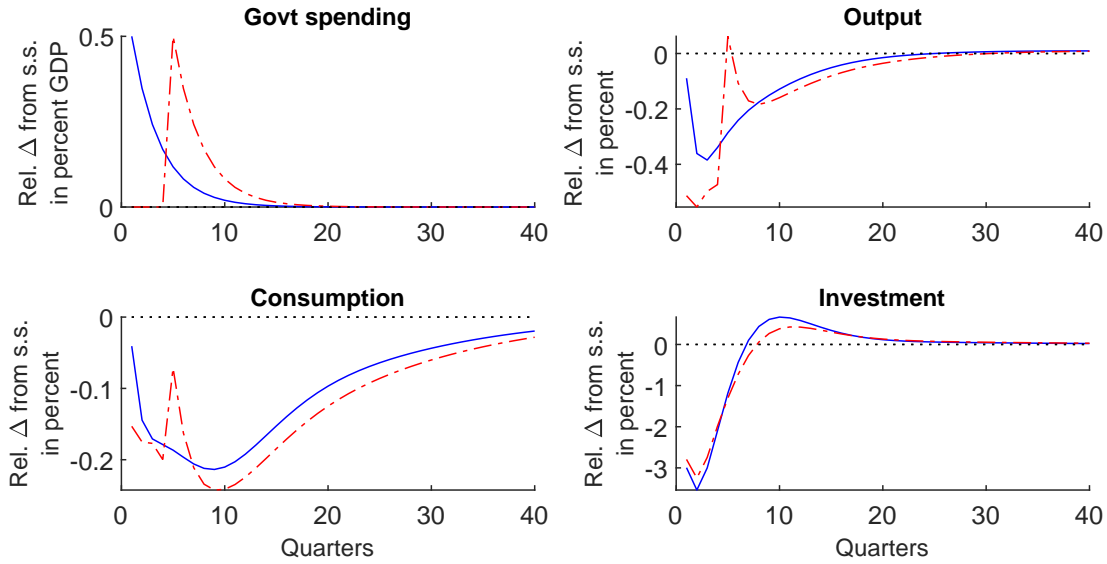 Govt spending
Rel. Δ from s.s.
in percent GDP
0.5
0
0
10
20
30
40
Output
Rel. Δ from s.s.
in percent
0
-0.2
-0.4
0
10
20
30
40
Consumption
Rel. Δ from s.s.
in percent
0
-0.1
-0.2
0
10
20
30
40
Quarters
Investment
Rel. Δ from s.s.
in percent
0
-1
-2
-3
0
10
20
30
40
Quarters